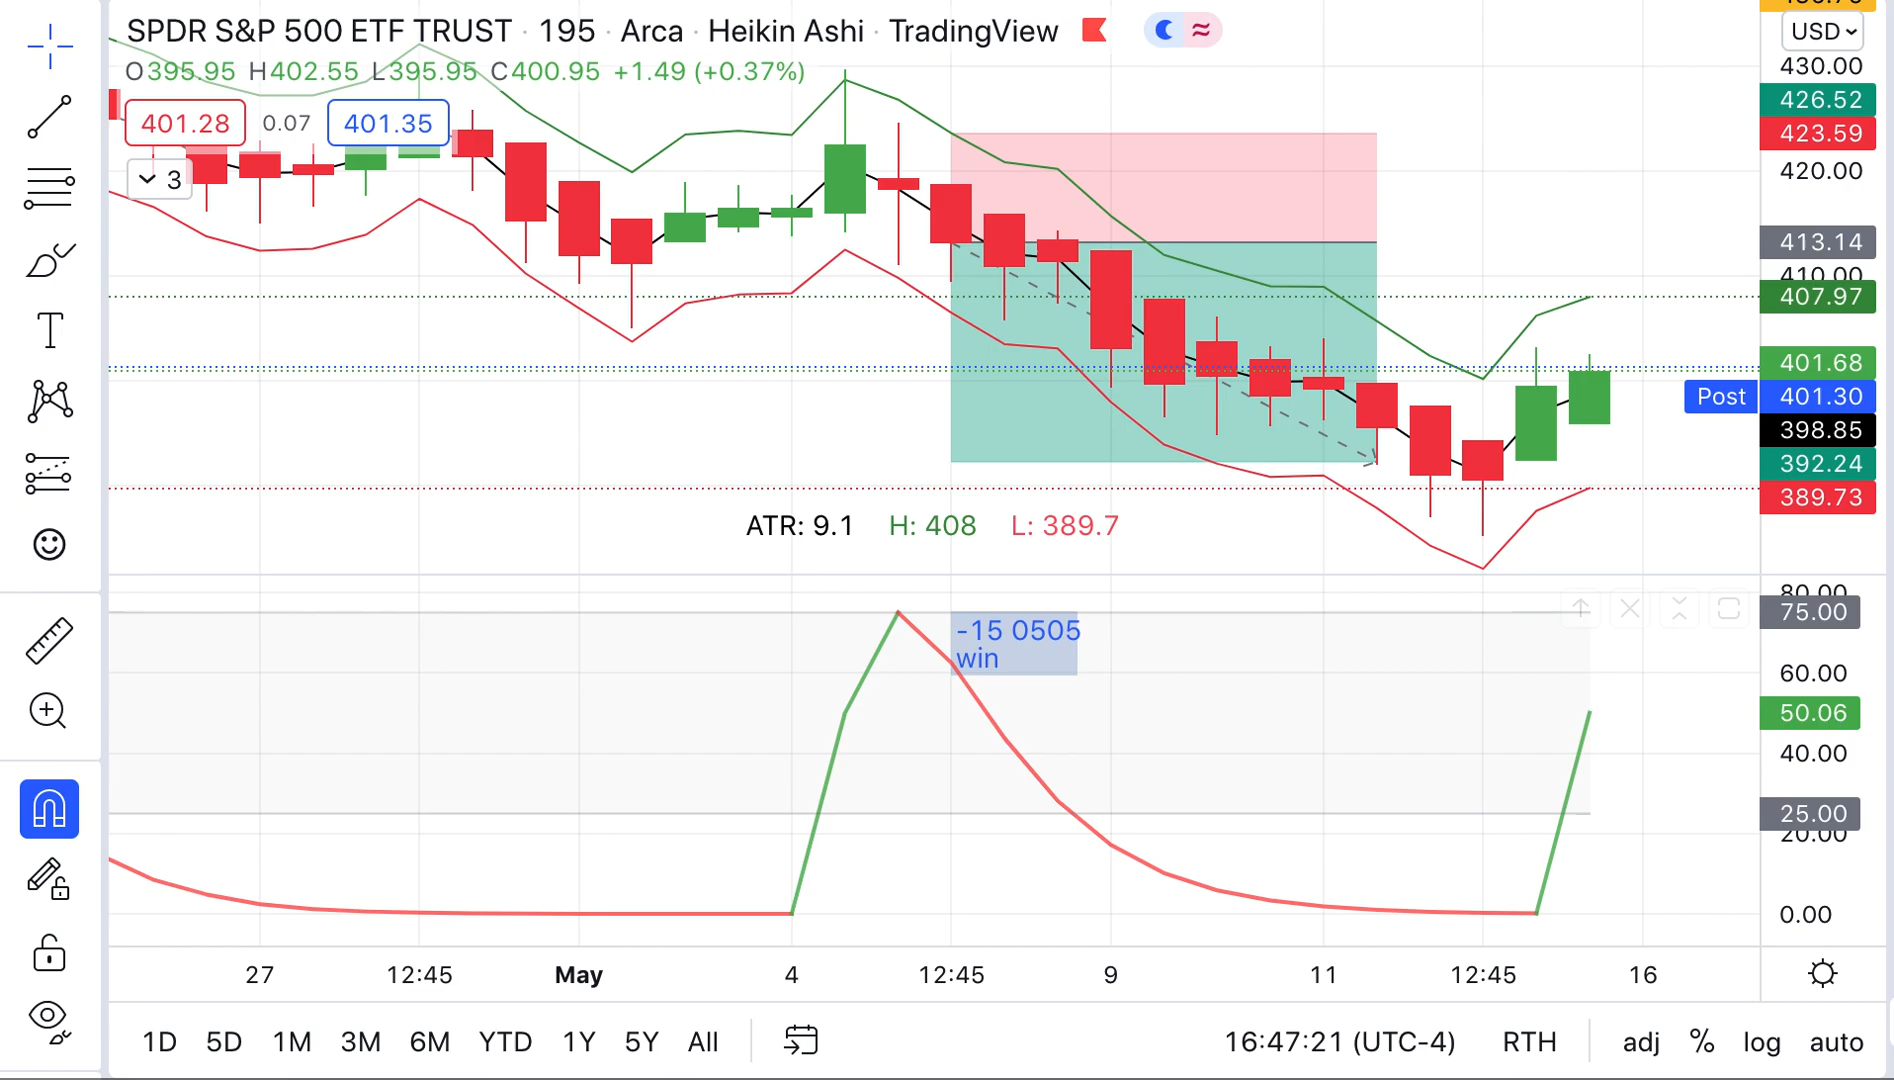 SPDR S&P 500 ETF TRUST · 195 · Arca · Heikin Ashi · TradingView
O395.95 H402.55 L395.95 C400.95 +1.49 (+0.37%)
401.28 0.07 401.35
3
USD
430.00
426.52
423.59
420.00
413.14
410.00
407.97
401.68
Post 401.30
398.85
392.24
389.73
ATR: 9.1 H: 408 L: 389.7
80.00
75.00
-15 0505
win
60.00
50.06
40.00
25.00
20.00
0.00
27 12:45 May 4 12:45 9 11 12:45 16
1D 5D 1M 3M 6M YTD 1Y 5Y All 16:47:21 (UTC-4) RTH adj % log auto